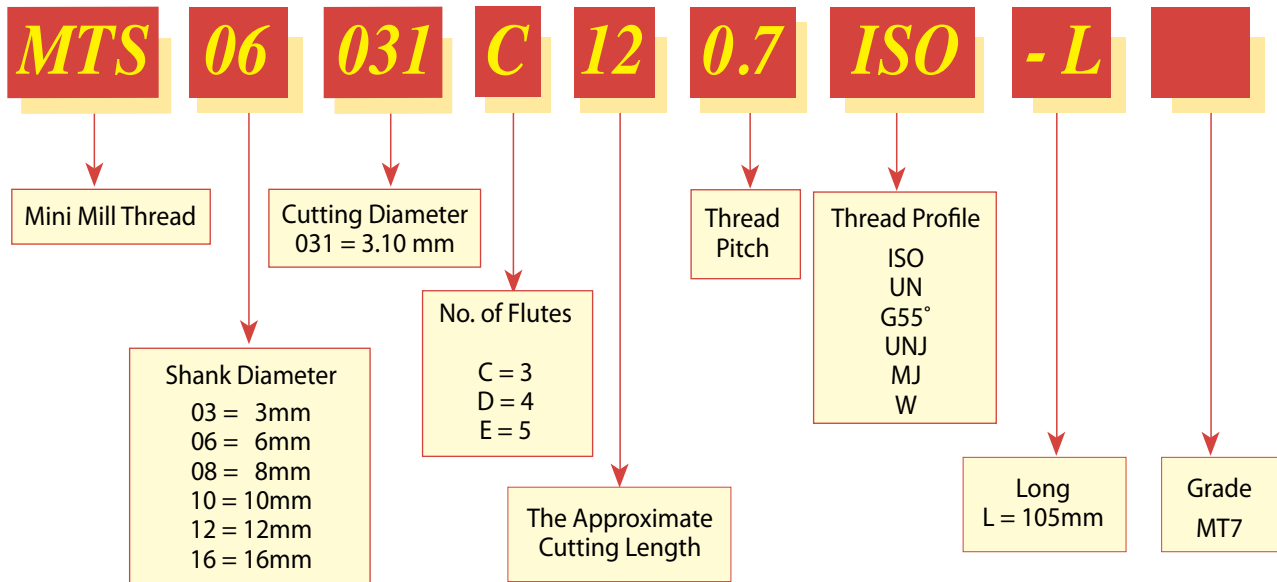 MTS 06 031 C 12 0.7 ISO - L
Mini Mill Thread
Shank Diameter
03 = 3mm
06 = 6mm
08 = 8mm
10 = 10mm
12 = 12mm
16 = 16mm
Cutting Diameter
031 = 3.10 mm
No. of Flutes
C = 3
D = 4
E = 5
The Approximate
Cutting Length
Thread
Pitch
Thread Profile
ISO
UN
G55°
UNJ
MJ
W
Long
L = 105mm
Grade
MT7